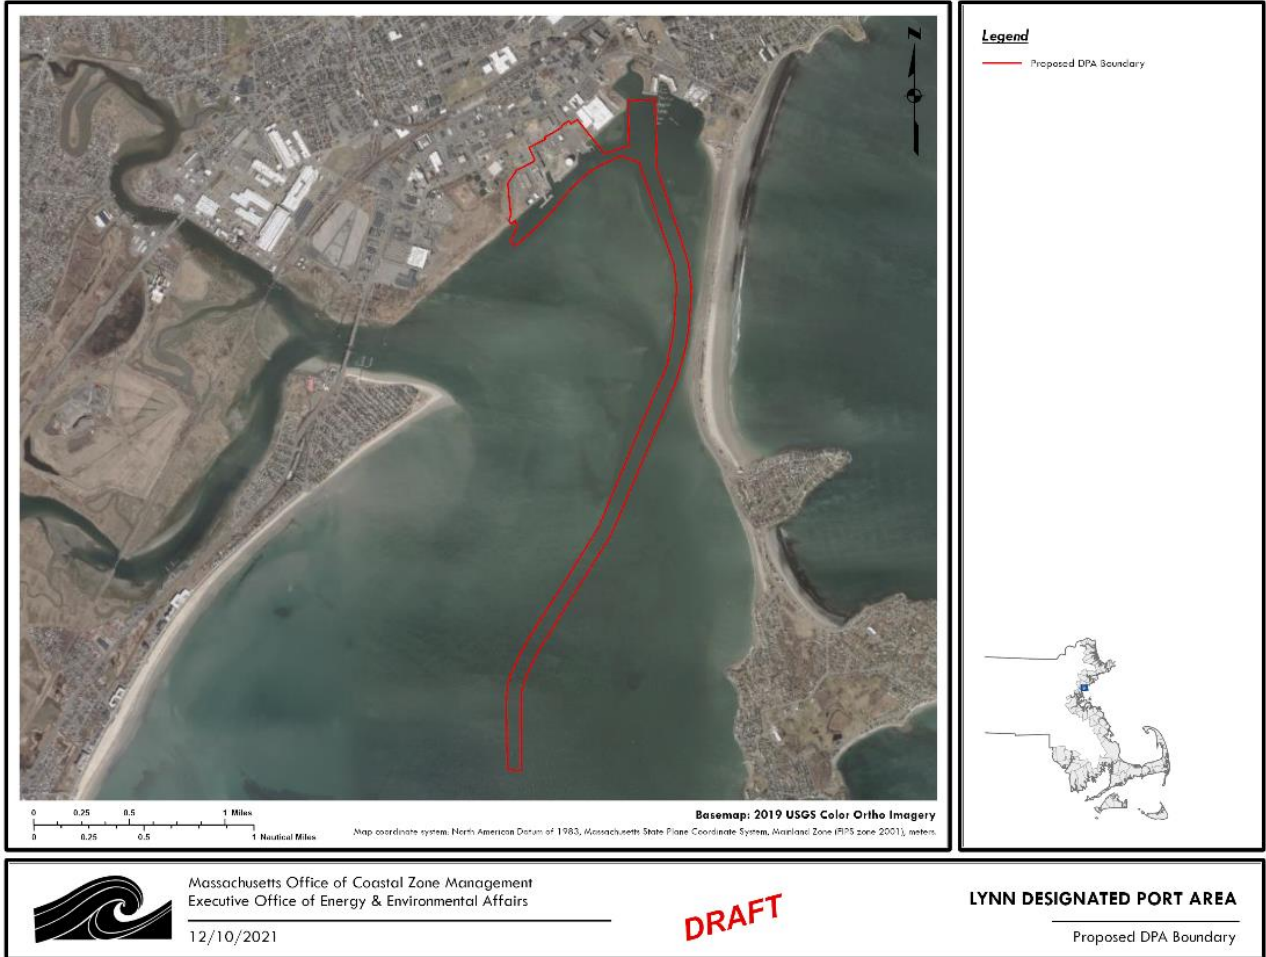 N
Legend
Proposed DPA Boundary
0 0.25 0.5 1 Miles
0 0.25 0.5 1 Nautical Miles
Basemap: 2019 USGS Color Ortho Imagery
Map coordinate system: North American Datum of 1983, Massachusetts State Plane Coordinate System, Mainland Zone (FIPS zone 2001), meters.
Massachusetts Office of Coastal Zone Management
Executive Office of Energy & Environmental Affairs
12/10/2021
DRAFT
LYNN DESIGNATED PORT AREA
Proposed DPA Boundary